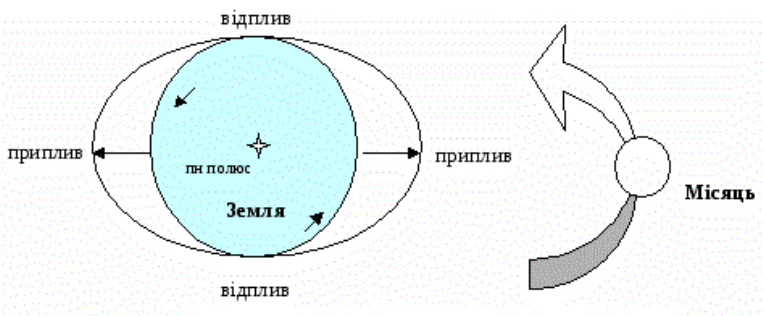 відплив
приплив
пн полюс
приплив
Земля
Місяць
відплив